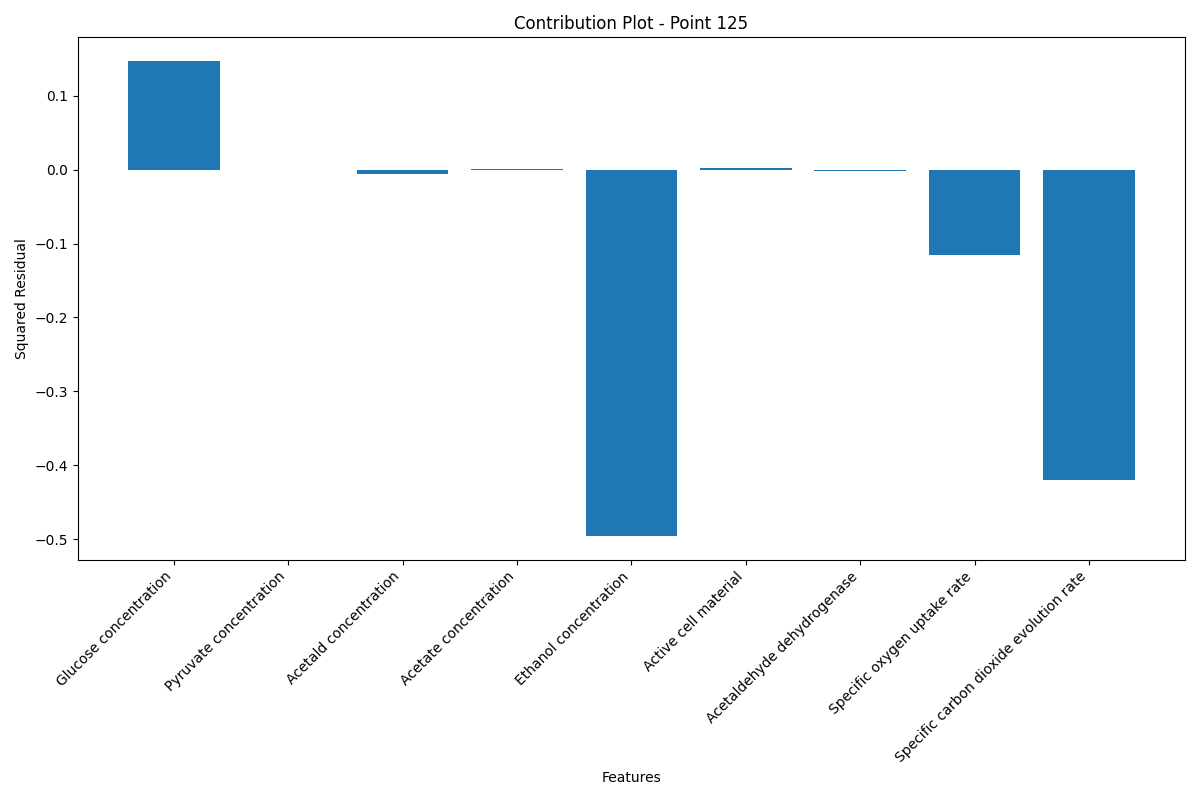 Contribution Plot - Point 125
Squared Residual
0.1
0.0
−0.1
−0.2
−0.3
−0.4
−0.5
Glucose concentration
Pyruvate concentration
Acetald concentration
Acetate concentration
Ethanol concentration
Active cell material
Acetaldehyde dehydrogenase
Specific oxygen uptake rate
Specific carbon dioxide evolution rate
Features